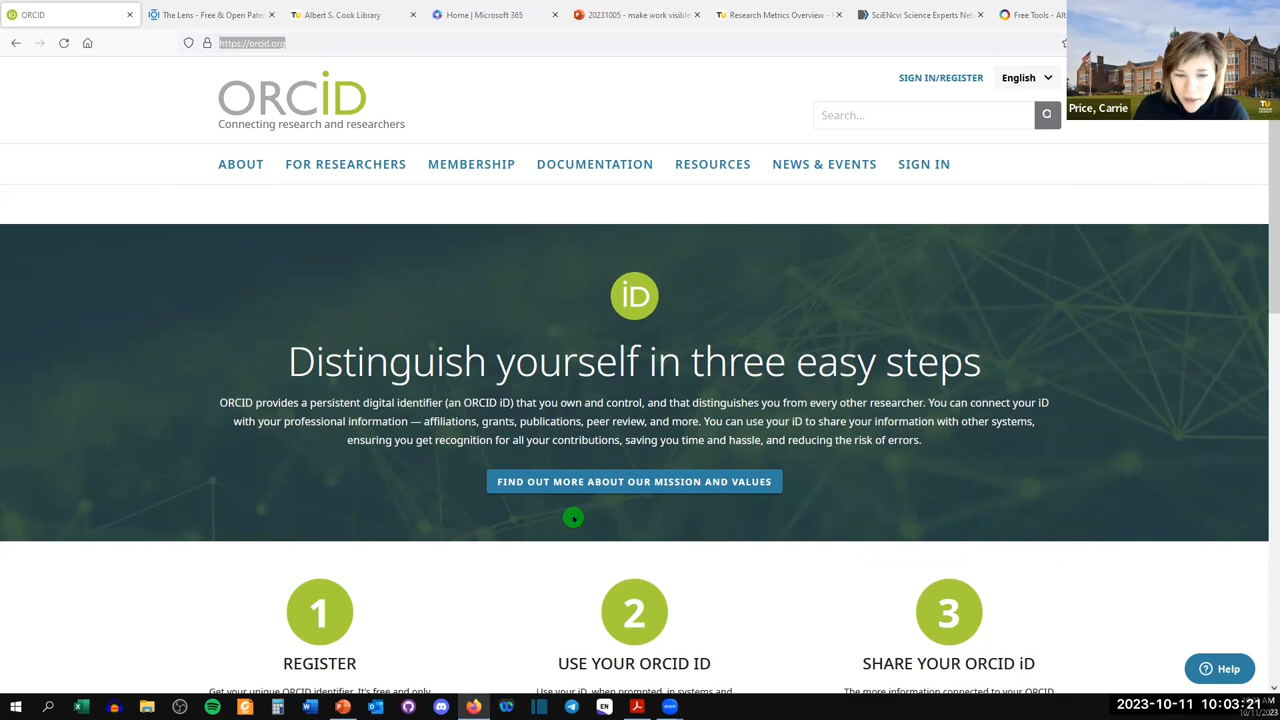 ORCID
The Lens - Free & Open Pate
Albert S. Cook Library
Home | Microsoft 365
20231005 - make work visible
Research Metrics Overview - R
SciENcv: Science Experts Net
Free Tools - Alt
https://orcid.org
Price, Carrie
ORCiD
Connecting research and researchers
SIGN IN/REGISTER
English
Search...
ABOUT
FOR RESEARCHERS
MEMBERSHIP
DOCUMENTATION
RESOURCES
NEWS & EVENTS
SIGN IN
iD
Distinguish yourself in three easy steps
ORCID provides a persistent digital identifier (an ORCID iD) that you own and control, and that distinguishes you from every other researcher. You can connect your iD
with your professional information — affiliations, grants, publications, peer review, and more. You can use your iD to share your information with other systems,
ensuring you get recognition for all your contributions, saving you time and hassle, and reducing the risk of errors.
FIND OUT MORE ABOUT OUR MISSION AND VALUES
1
REGISTER
Get your unique ORCID identifier. It's free and only
2
USE YOUR ORCID ID
Use your iD, when prompted, in systems and
3
SHARE YOUR ORCID iD
The more information connected to your ORCID
Help
2023-10-11 10:03:21
10/11/2023